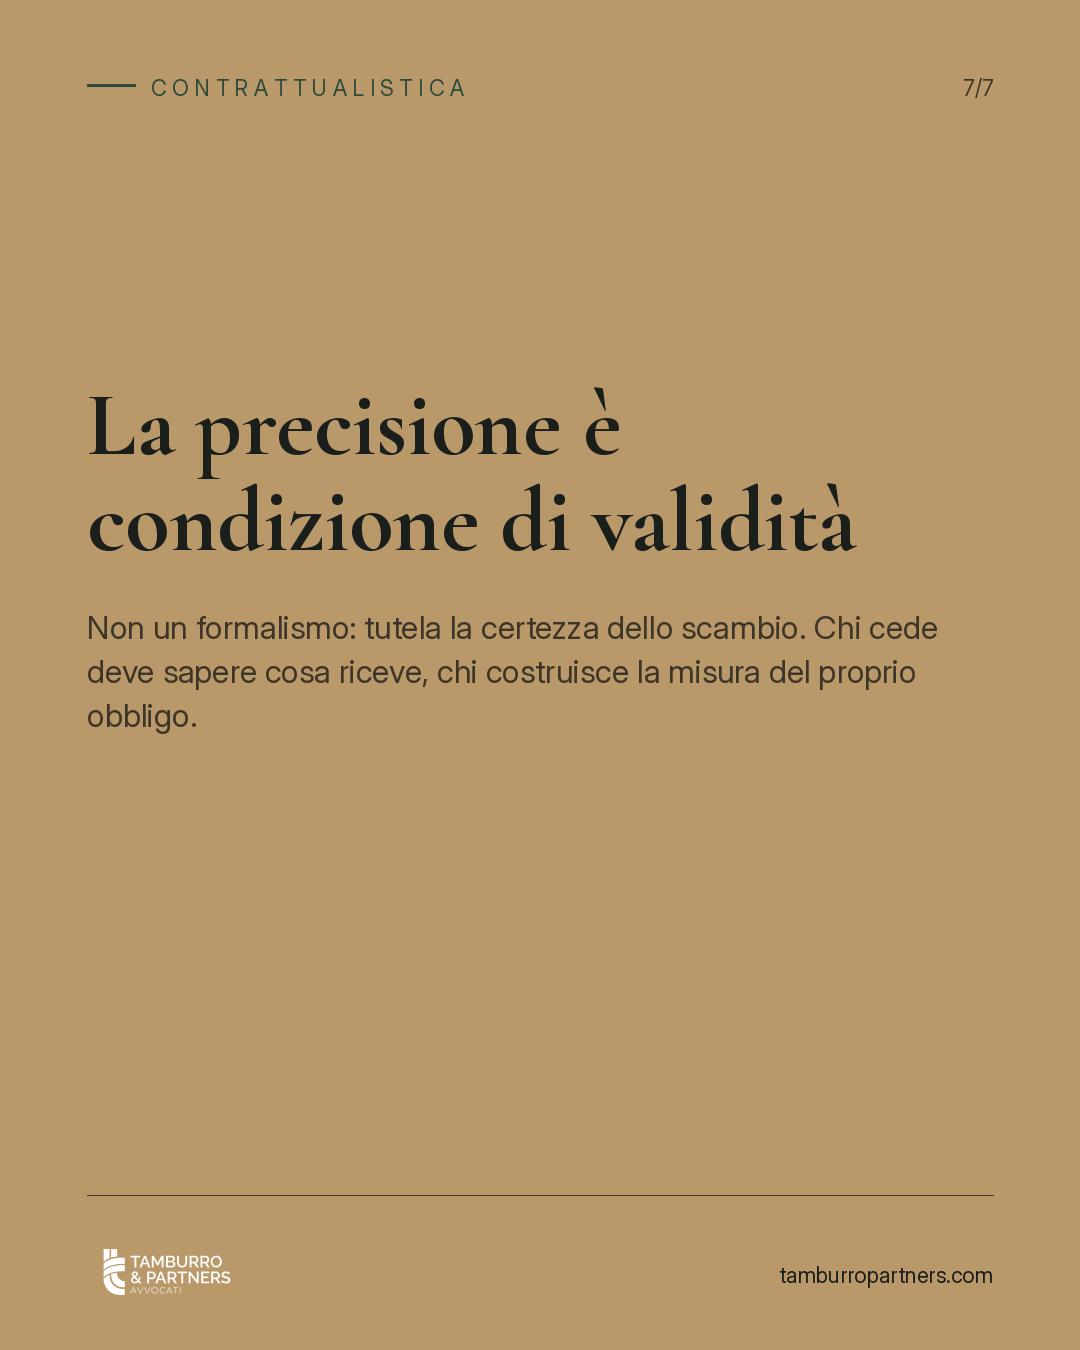 CONTRATTUALISTICA
7/7
La precisione è
condizione di validità
Non un formalismo: tutela la certezza dello scambio. Chi cede
deve sapere cosa riceve, chi costruisce la misura del proprio
obbligo.
TAMBURRO
& PARTNERS
AVVOCATI
tamburropartners.com